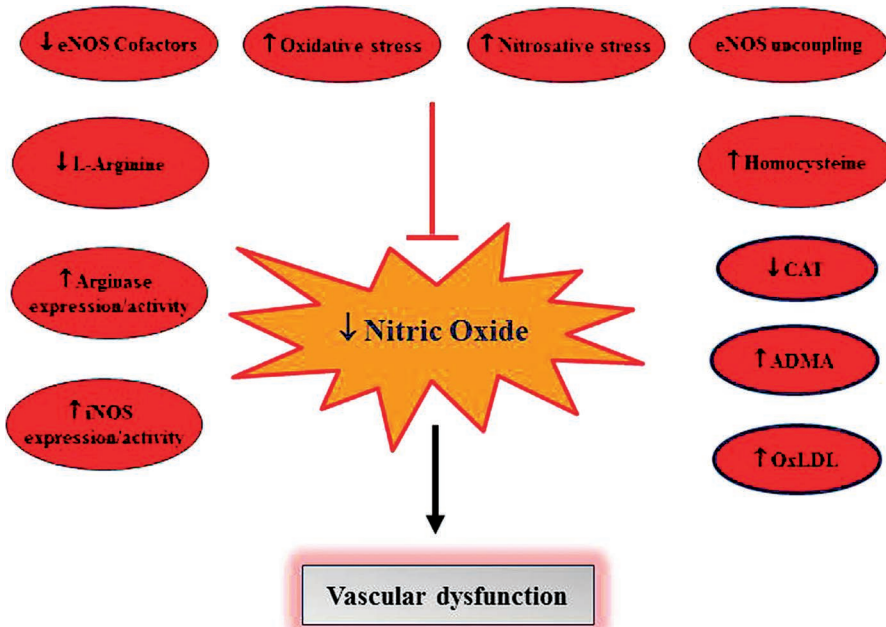 ↓ eNOS Cofactors
↑ Oxidative stress
↑ Nitrosative stress
eNOS uncoupling
↓ L-Arginine
↑ Homocysteine
↑ Arginase
expression/activity
↓ CAT
↓ Nitric Oxide
↑ ADMA
↑ iNOS
expression/activity
↑ OxLDL
Vascular dysfunction